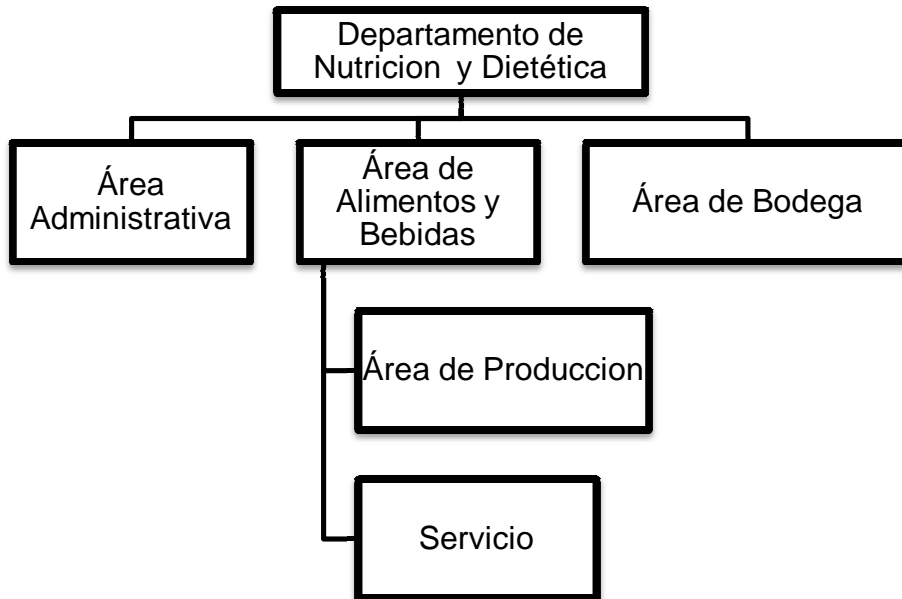 Departamento de
Nutricion y Dietética
Área
Administrativa
Área de
Alimentos y
Bebidas
Área de Bodega
Área de Produccion
Servicio